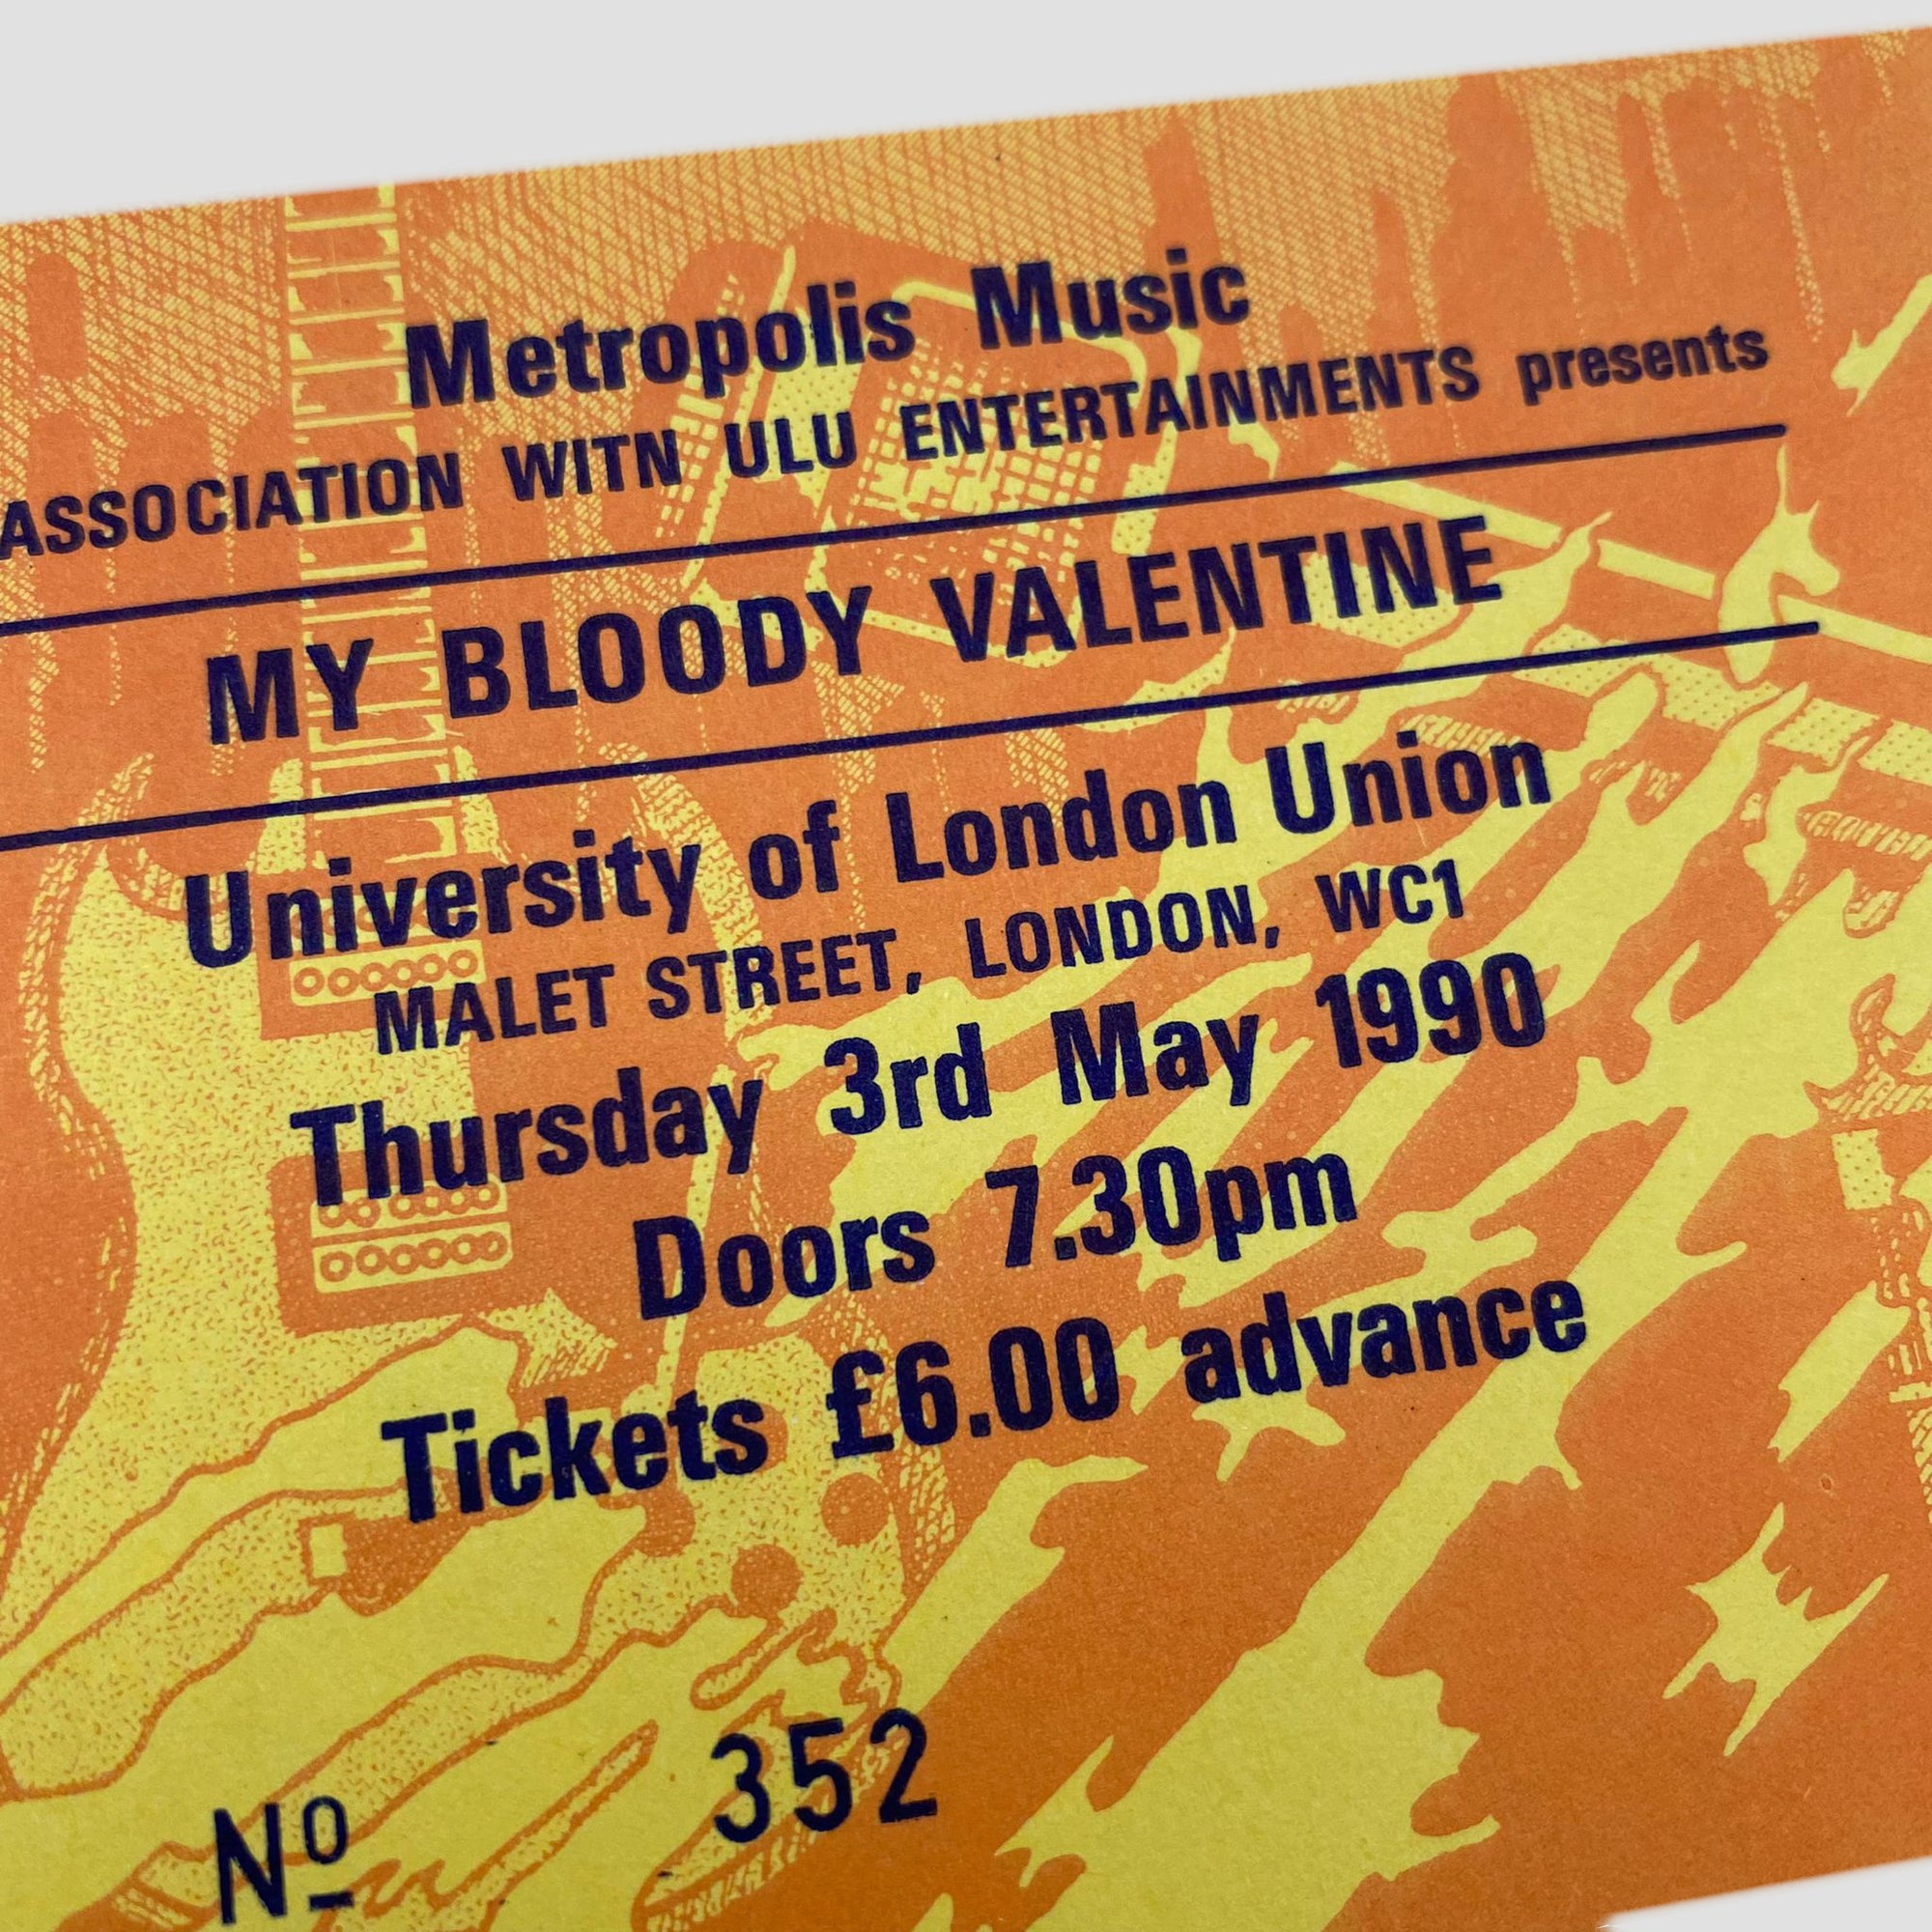 Metropolis Music
ASSOCIATION WITN ULU ENTERTAINMENTS presents
MY BLOODY VALENTINE
University of London Union
MALET STREET, LONDON, WC1
Thursday 3rd May 1990
Doors 7.30pm
Tickets £6.00 advance
Nº 352